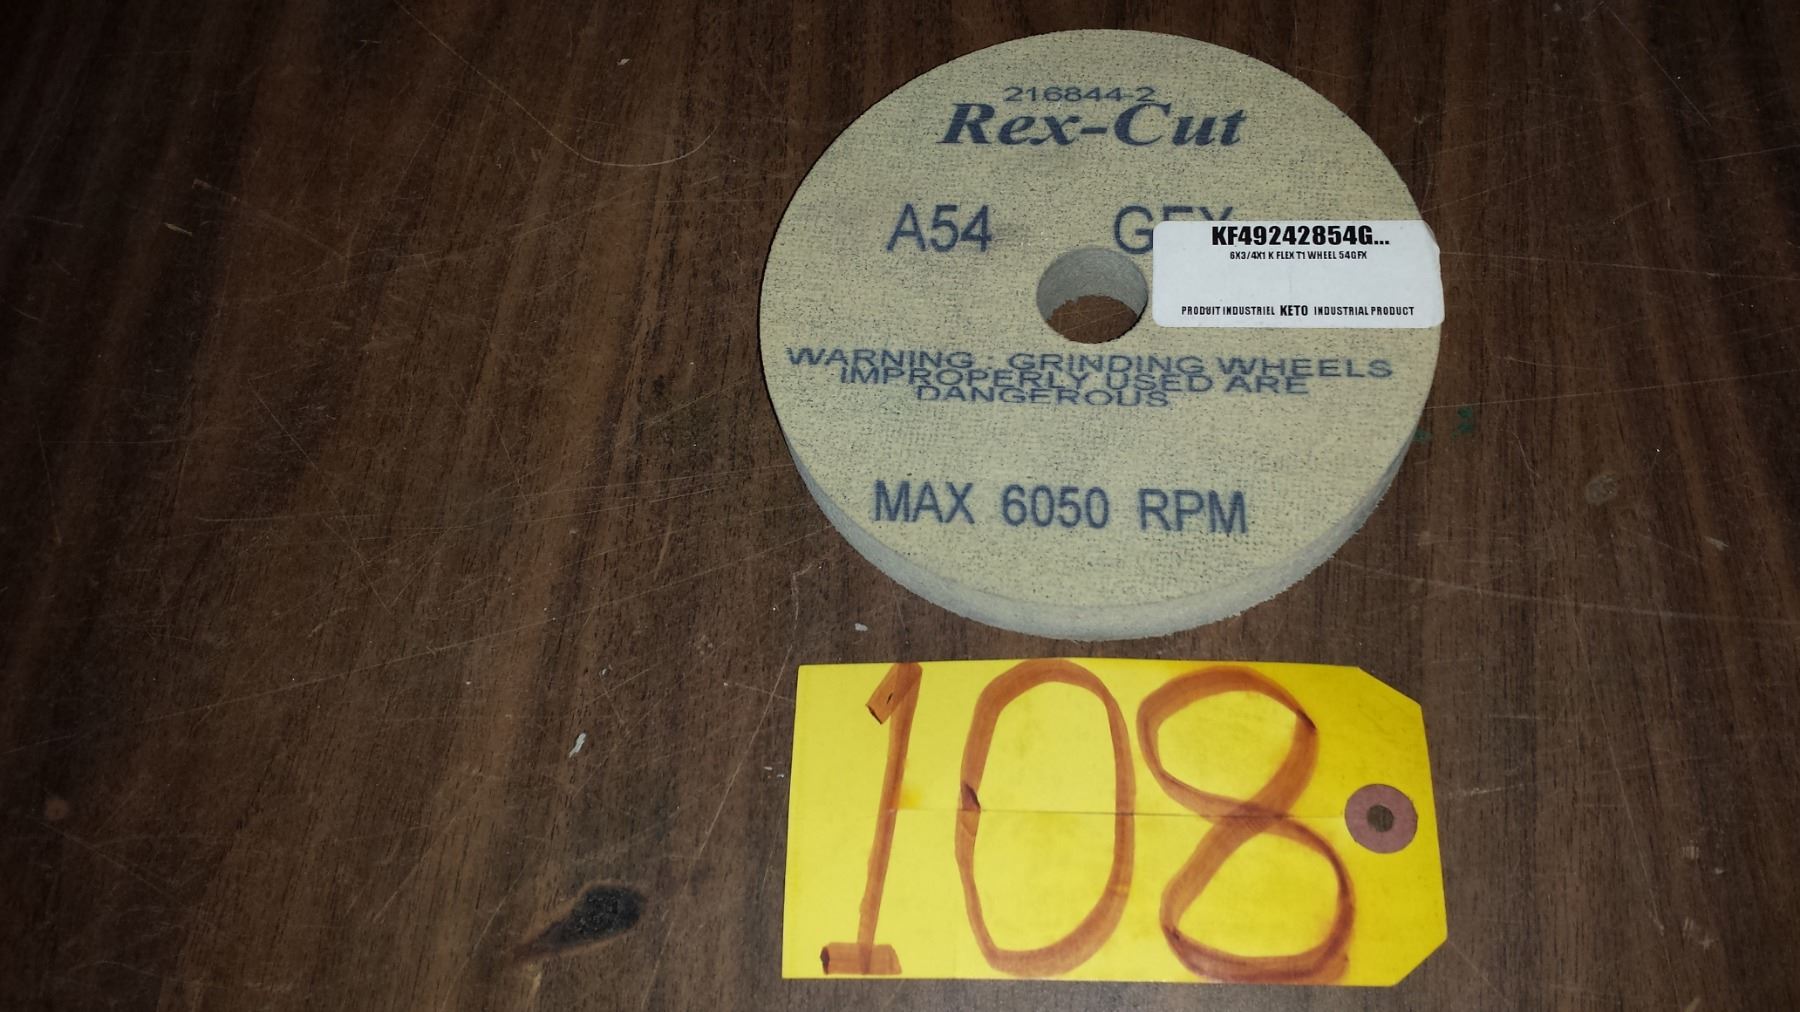 216844-2
Rex-Cut
A54 GFX
KF49242854G...
6X3/4X1 K FLEX T1 WHEEL 54GFX
PRODUIT INDUSTRIEL KETO INDUSTRIAL PRODUCT
WARNING : GRINDING WHEELS
IMPROPERLY USED ARE
DANGEROUS
MAX 6050 RPM
108